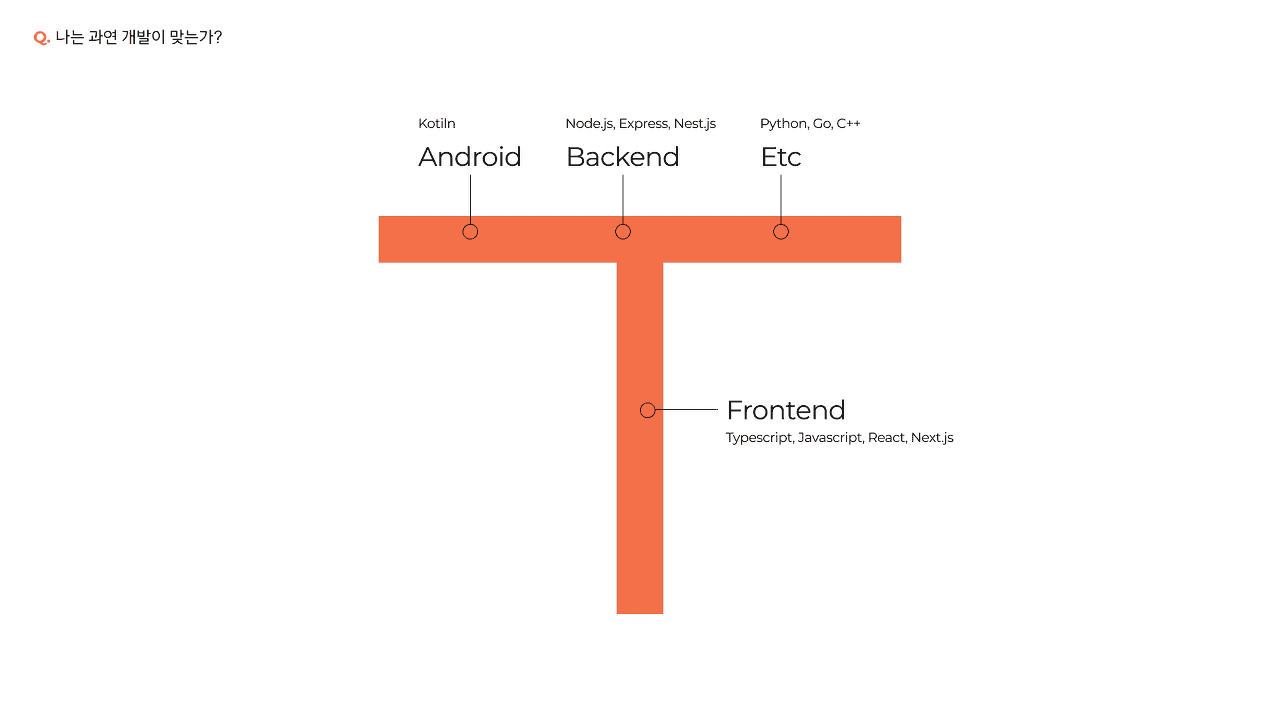 Q. 나는 과연 개발이 맞는가?
Kotiln
Android
Node.js, Express, Nest.js
Backend
Python, Go, C++
Etc
Frontend
Typescript, Javascript, React, Next.js